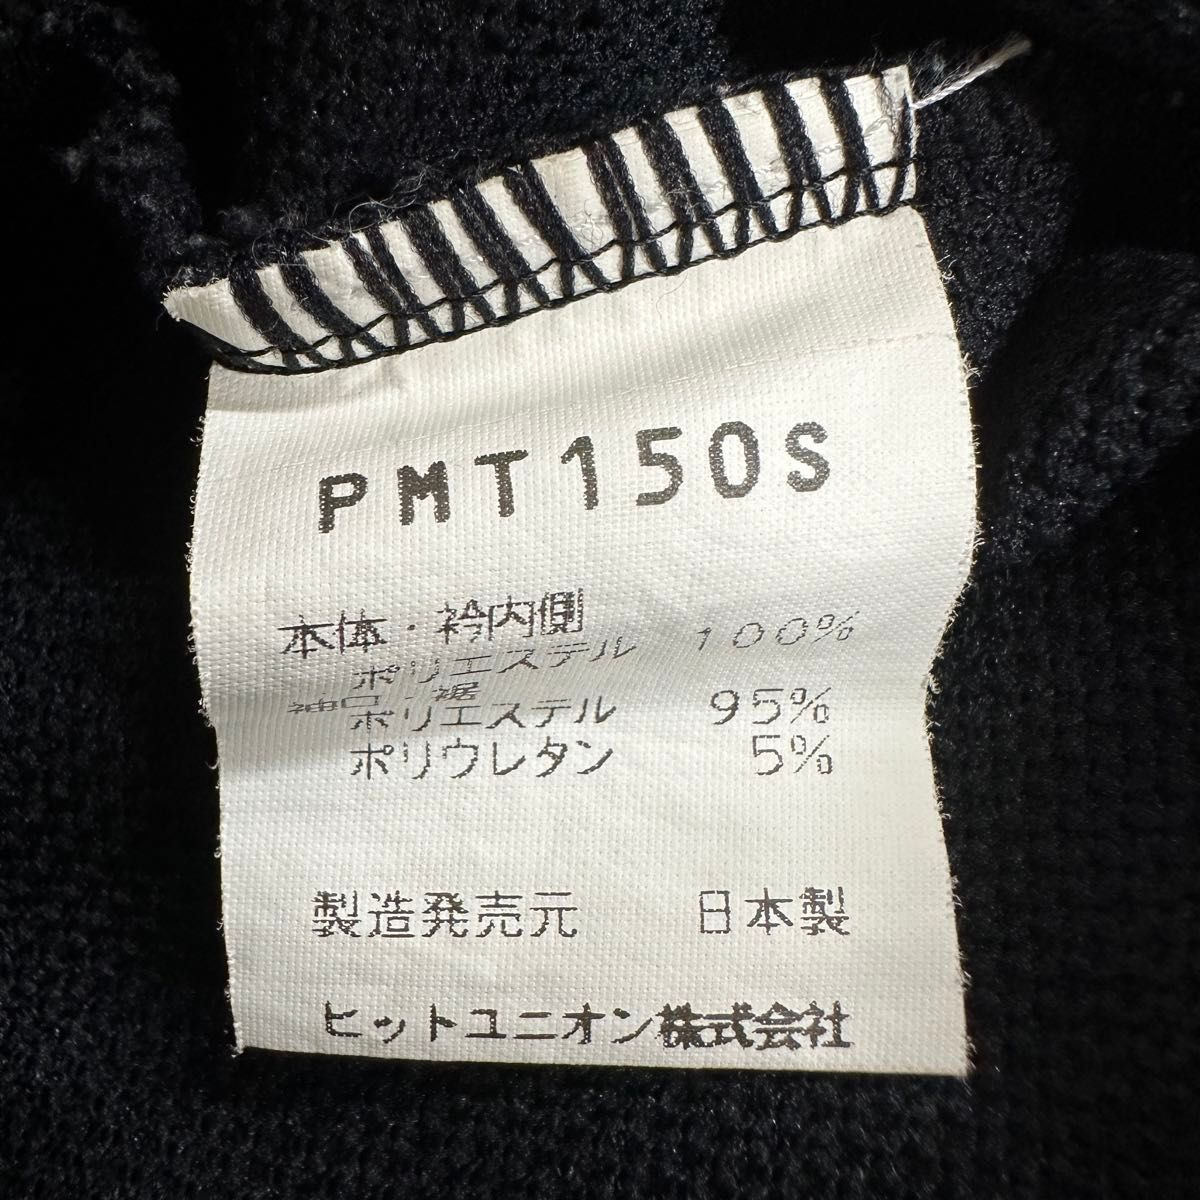 PMT150S
本体・衿内側
ポリエステル 100%
袖口・裾
ポリエステル 95%
ポリウレタン 5%
製造発売元 日本製
ヒットユニオン株式会社